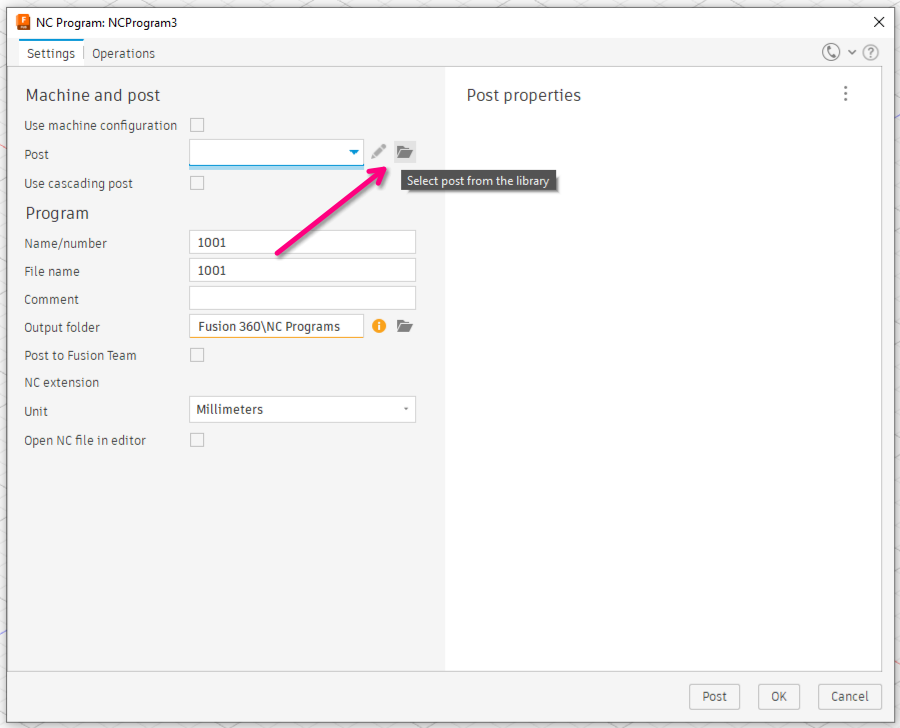 NC Program: NCProgram3
Settings Operations
Machine and post
Post properties
Use machine configuration
Post
Select post from the library
Use cascading post
Program
Name/number 1001
File name 1001
Comment
Output folder Fusion 360\NC Programs
Post to Fusion Team
NC extension
Unit Millimeters
Open NC file in editor
Post OK Cancel